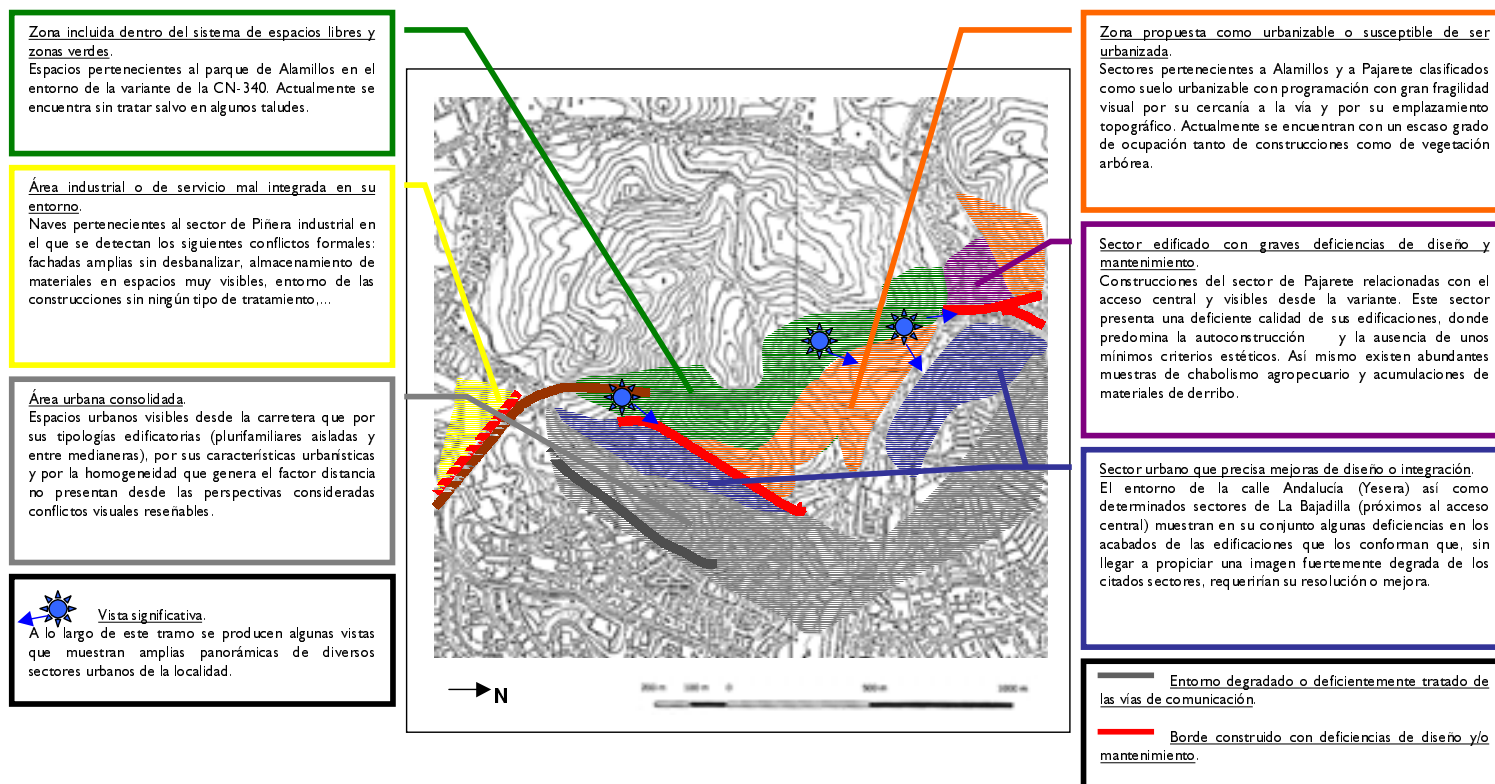 Zona incluida dentro del sistema de espacios libres y
zonas verdes.
Espacios pertenecientes al parque de Alamillos en el
entorno de la variante de la CN-340. Actualmente se
encuentra sin tratar salvo en algunos taludes.
Área industrial o de servicio mal integrada en su
entorno.
Naves pertenecientes al sector de Piñera industrial en
el que se detectan los siguientes conflictos formales:
fachadas amplias sin desbanalizar, almacenamiento de
materiales en espacios muy visibles, entorno de las
construcciones sin ningún tipo de tratamiento,...
Área urbana consolidada.
Espacios urbanos visibles desde la carretera que por
sus tipologías edificatorias (plurifamiliares aisladas y
entre medianeras), por sus características urbanísticas
y por la homogeneidad que genera el factor distancia
no presentan desde las perspectivas consideradas
conflictos visuales reseñables.
Vista significativa.
A lo largo de este tramo se producen algunas vistas
que muestran amplias panorámicas de diversos
sectores urbanos de la localidad.
N
200 m 100 m 0 500 m 1000 m
Zona propuesta como urbanizable o susceptible de ser
urbanizada.
Sectores pertenecientes a Alamillos y a Pajarete clasificados
como suelo urbanizable con programación con gran fragilidad
visual por su cercanía a la vía y por su emplazamiento
topográfico. Actualmente se encuentran con un escaso grado
de ocupación tanto de construcciones como de vegetación
arbórea.
Sector edificado con graves deficiencias de diseño y
mantenimiento.
Construcciones del sector de Pajarete relacionadas con el
acceso central y visibles desde la variante. Este sector
presenta una deficiente calidad de sus edificaciones, donde
predomina la autoconstrucción y la ausencia de unos
mínimos criterios estéticos. Así mismo existen abundantes
muestras de chabolismo agropecuario y acumulaciones de
materiales de derribo.
Sector urbano que precisa mejoras de diseño o integración.
El entorno de la calle Andalucía (Yesera) así como
determinados sectores de La Bajadilla (próximos al acceso
central) muestran en su conjunto algunas deficiencias en los
acabados de las edificaciones que los conforman que, sin
llegar a propiciar una imagen fuertemente degrada de los
citados sectores, requerirían su resolución o mejora.
Entorno degradado o deficientemente tratado de
las vías de comunicación.
Borde construido con deficiencias de diseño y/o
mantenimiento.